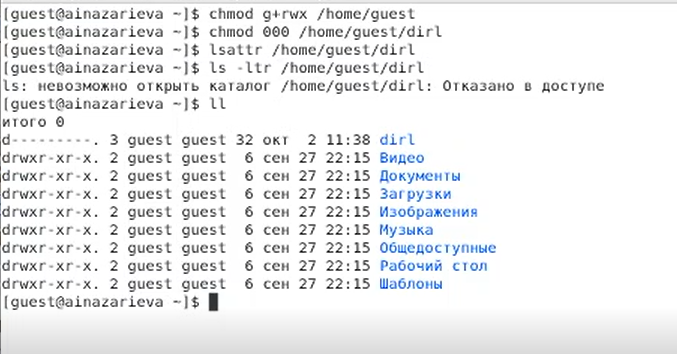 [guest@ainazarieva ~]$ chmod g+rwx /home/guest
[guest@ainazarieva ~]$ chmod 000 /home/guest/dirl
[guest@ainazarieva ~]$ lsattr /home/guest/dirl
[guest@ainazarieva ~]$ ls -ltr /home/guest/dirl
ls: невозможно открыть каталог /home/guest/dirl: Отказано в доступе
[guest@ainazarieva ~]$ ll
итого 0
d---------. 3 guest guest 32 окт  2 11:38 dirl
drwxr-xr-x. 2 guest guest  6 сен 27 22:15 Видео
drwxr-xr-x. 2 guest guest  6 сен 27 22:15 Документы
drwxr-xr-x. 2 guest guest  6 сен 27 22:15 Загрузки
drwxr-xr-x. 2 guest guest  6 сен 27 22:15 Изображения
drwxr-xr-x. 2 guest guest  6 сен 27 22:15 Музыка
drwxr-xr-x. 2 guest guest  6 сен 27 22:15 Общедоступные
drwxr-xr-x. 2 guest guest  6 сен 27 22:15 Рабочий стол
drwxr-xr-x. 2 guest guest  6 сен 27 22:15 Шаблоны
[guest@ainazarieva ~]$